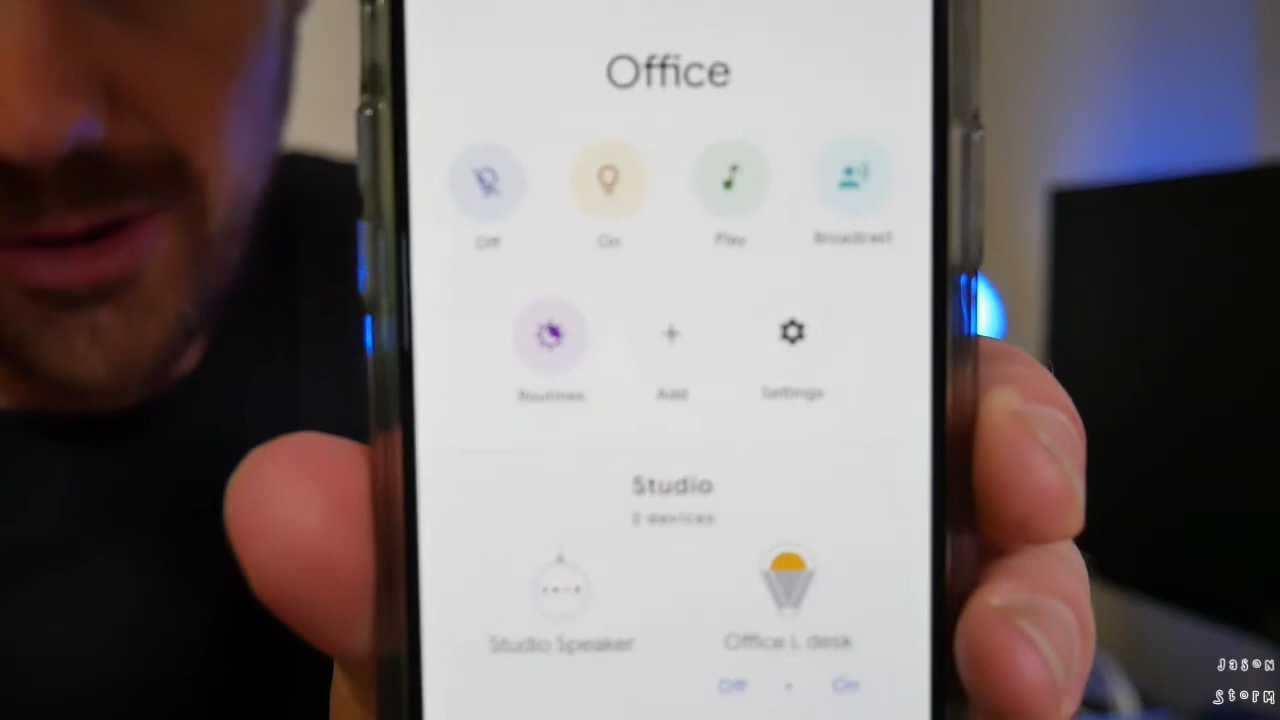 Office
Off On Play Broadcast
Routines Add Settings
Studio
2 devices
Studio Speaker Office L desk
Off • On
Jason
Storm